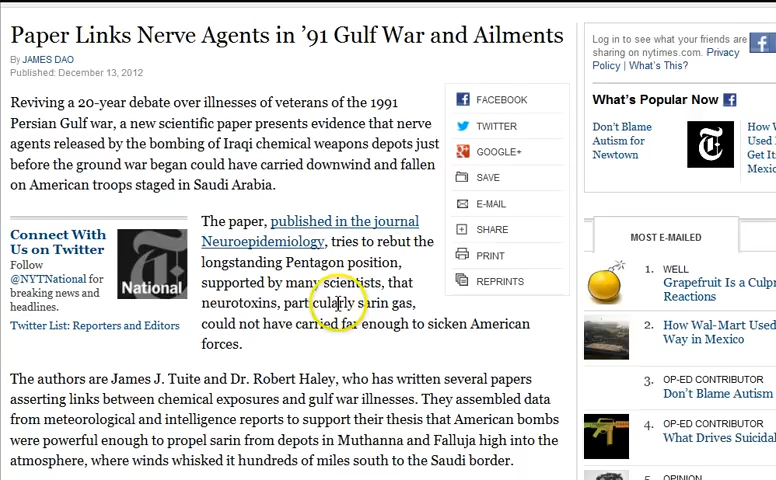 Paper Links Nerve Agents in ’91 Gulf War and Ailments
By JAMES DAO
Published: December 13, 2012
Reviving a 20-year debate over illnesses of veterans of the 1991
Persian Gulf war, a new scientific paper presents evidence that nerve
agents released by the bombing of Iraqi chemical weapons depots just
before the ground war began could have carried downwind and fallen
on American troops staged in Saudi Arabia.
Connect With
Us on Twitter
Follow
@NYTNational for
breaking news and
headlines.
Twitter List: Reporters and Editors
National
The paper, published in the journal
Neuroepidemiology, tries to rebut the
longstanding Pentagon position,
supported by many scientists, that
neurotoxins, particularly sarin gas,
could not have carried far enough to sicken American
forces.
The authors are James J. Tuite and Dr. Robert Haley, who has written several papers
asserting links between chemical exposures and gulf war illnesses. They assembled data
from meteorological and intelligence reports to support their thesis that American bombs
were powerful enough to propel sarin from depots in Muthanna and Falluja high into the
atmosphere, where winds whisked it hundreds of miles south to the Saudi border.
FACEBOOK
TWITTER
GOOGLE+
SAVE
E-MAIL
SHARE
PRINT
REPRINTS
Log in to see what your friends are
sharing on nytimes.com. Privacy
Policy | What's This?
What's Popular Now
Don't Blame
Autism for
Newtown
How W
Used
Get It
Mexic
MOST E-MAILED
1. WELL
Grapefruit Is a Culp
Reactions
2. How Wal-Mart Used
Way in Mexico
3. OP-ED CONTRIBUTOR
Don't Blame Autism
4. OP-ED CONTRIBUTOR
What Drives Suicidal
5. OPINION